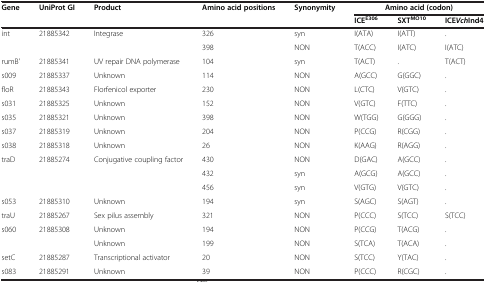 Gene UniProt GI Product Amino acid positions Synonymity Amino acid (codon)
ICE^E306 SXT^MO10 ICEVchInd4
int 21885342 Integrase 326 syn I(ATA) I(ATT) .
398 NON T(ACC) I(ATC) I(ATC)
rumB' 21885341 UV repair DNA polymerase 104 syn T(ACT) . T(ACT)
s009 21885337 Unknown 114 NON A(GCC) G(GGC) .
floR 21885343 Florfenicol exporter 230 NON L(CTC) V(GTC) .
s031 21885325 Unknown 152 NON V(GTC) F(TTC) .
s035 21885321 Unknown 398 NON W(TGG) G(GGG) .
s037 21885319 Unknown 204 NON P(CCG) R(CGG) .
s038 21885318 Unknown 26 NON K(AAG) R(AGG) .
traD 21885274 Conjugative coupling factor 430 NON D(GAC) A(GCC) .
432 syn A(GCG) A(GCC) .
456 syn V(GTG) V(GTC) .
s053 21885310 Unknown 194 syn S(AGC) S(AGT) .
traU 21885267 Sex pilus assembly 321 NON P(CCC) S(TCC) S(TCC)
s060 21885308 Unknown 194 NON P(CCG) T(ACG) .
Unknown 199 NON S(TCA) T(ACA) .
setC 21885287 Transcriptional activator 20 NON S(TCC) Y(TAC) .
s083 21885291 Unknown 39 NON P(CCC) R(CGC) .